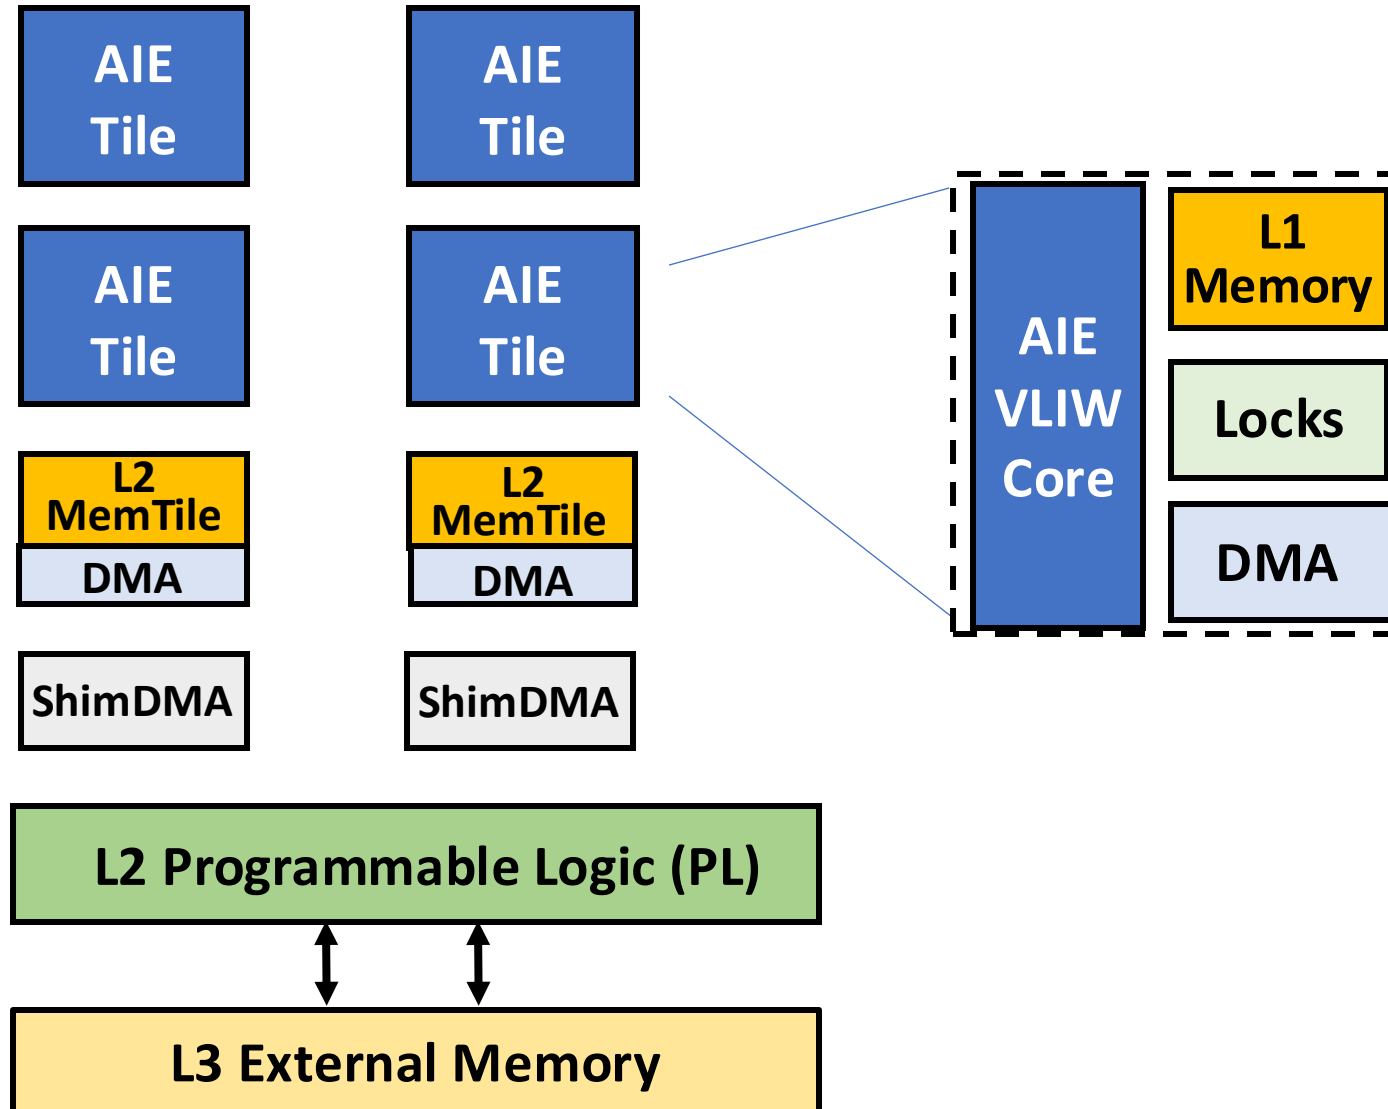 AIE
Tile
AIE
Tile
AIE
Tile
AIE
Tile
L2
MemTile
DMA
L2
MemTile
DMA
ShimDMA
ShimDMA
L2 Programmable Logic (PL)
L3 External Memory
AIE
VLIW
Core
L1
Memory
Locks
DMA